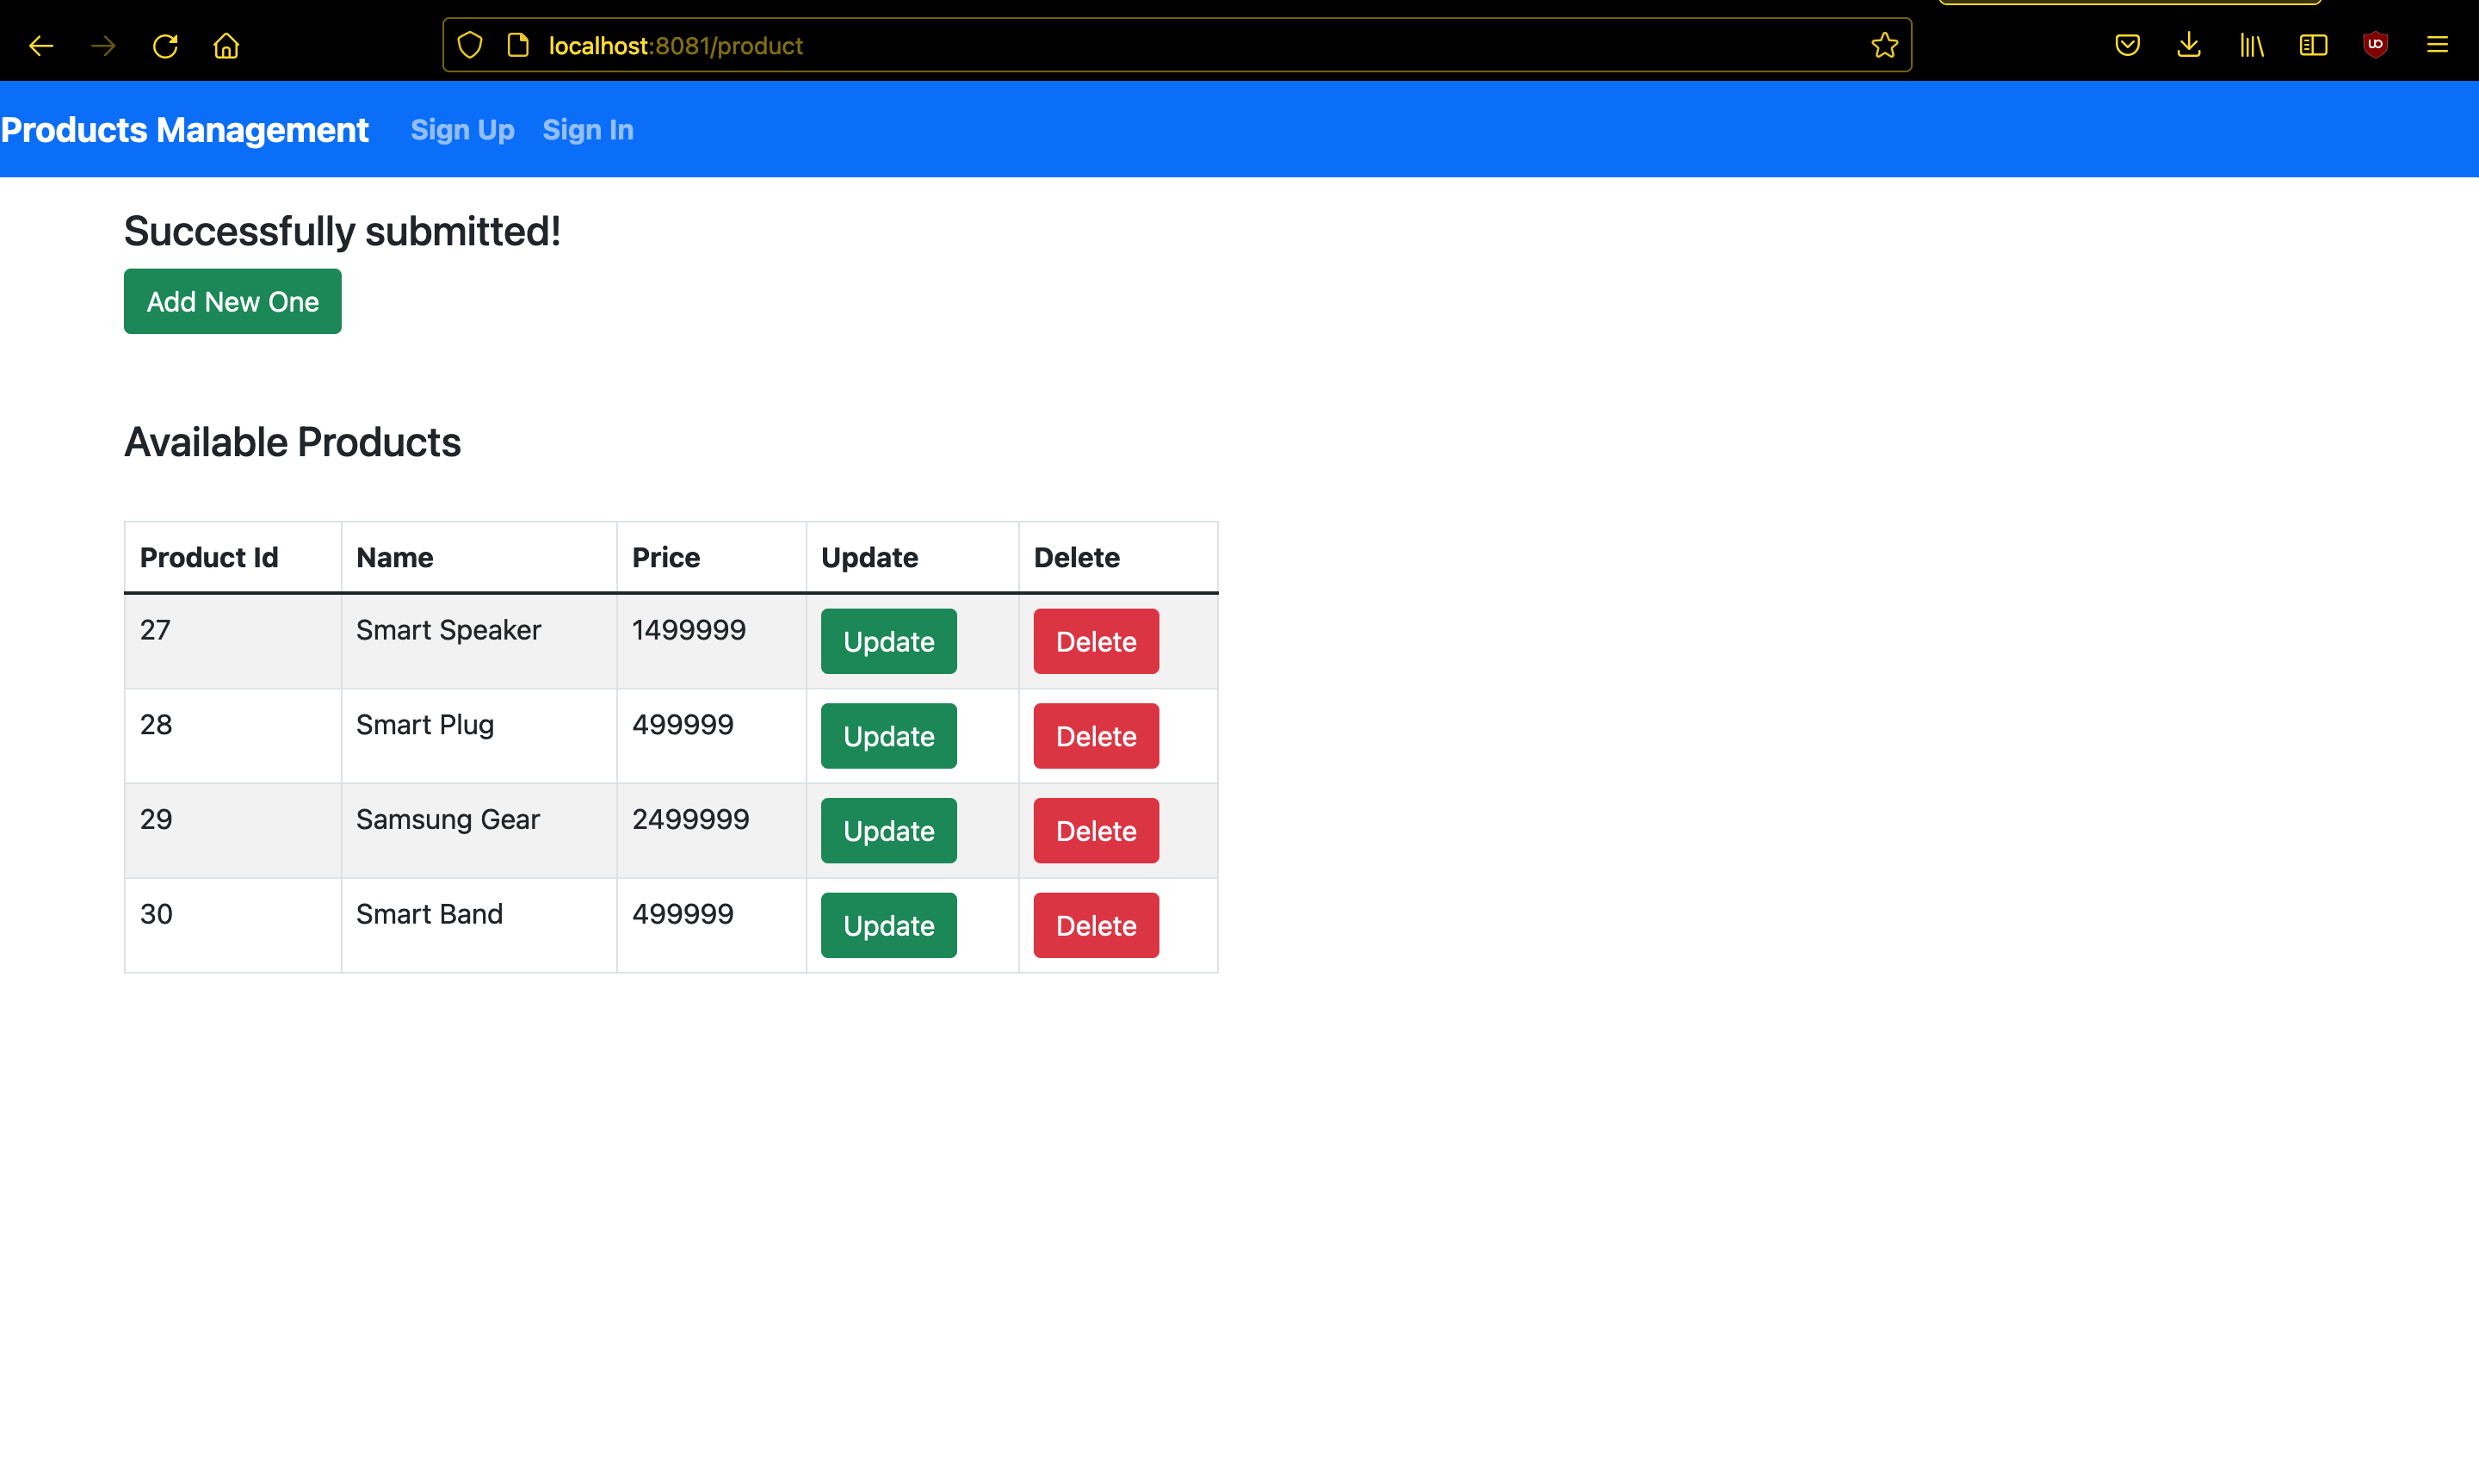 localhost:8081/product
Products Management Sign Up Sign In
Successfully submitted!
Add New One
Available Products
Product Id Name Price Update Delete
27 Smart Speaker 1499999 Update Delete
28 Smart Plug 499999 Update Delete
29 Samsung Gear 2499999 Update Delete
30 Smart Band 499999 Update Delete